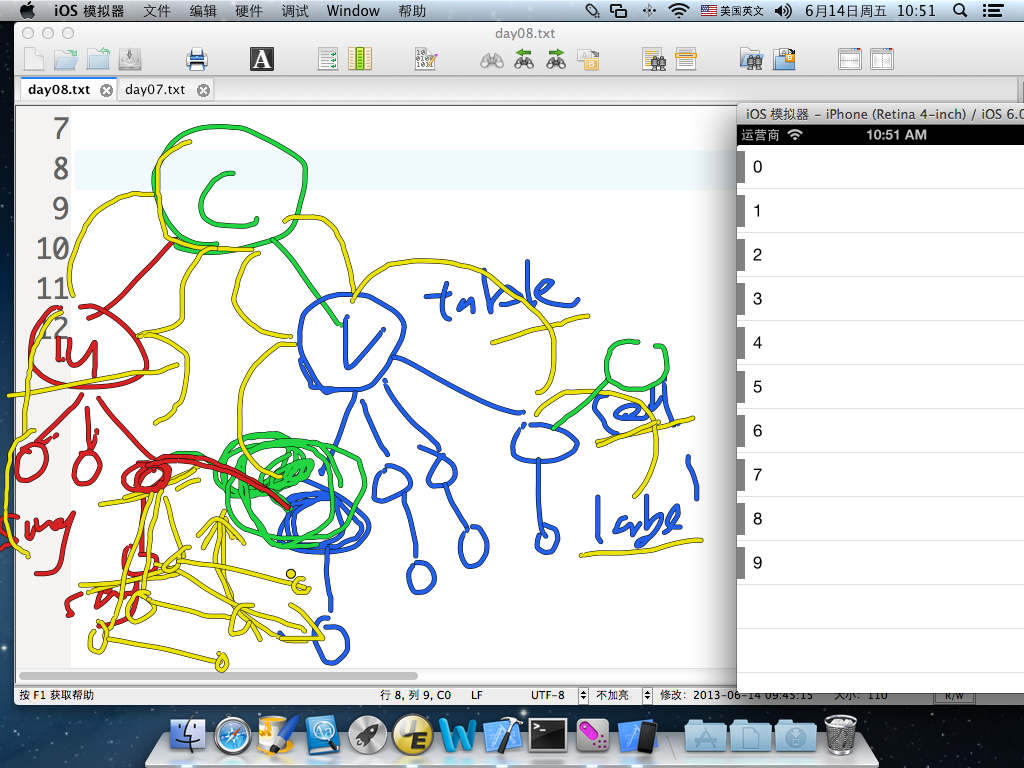 iOS 模拟器 文件 编辑 硬件 调试 Window 帮助 美国英文 6月14日周五 10:51
day08.txt
day08.txt day07.txt
7
8
9
10
11
12
C
V
table
cell
label
iOS 模拟器 – iPhone (Retina 4-inch) / iOS 6.0
运营商 10:51 AM
0
1
2
3
4
5
6
7
8
9
按 F1 获取帮助 行 8, 列 9, C0 LF UTF-8 不加亮 修改: 2013-06-14 09:45:15 大小: 110 R/W